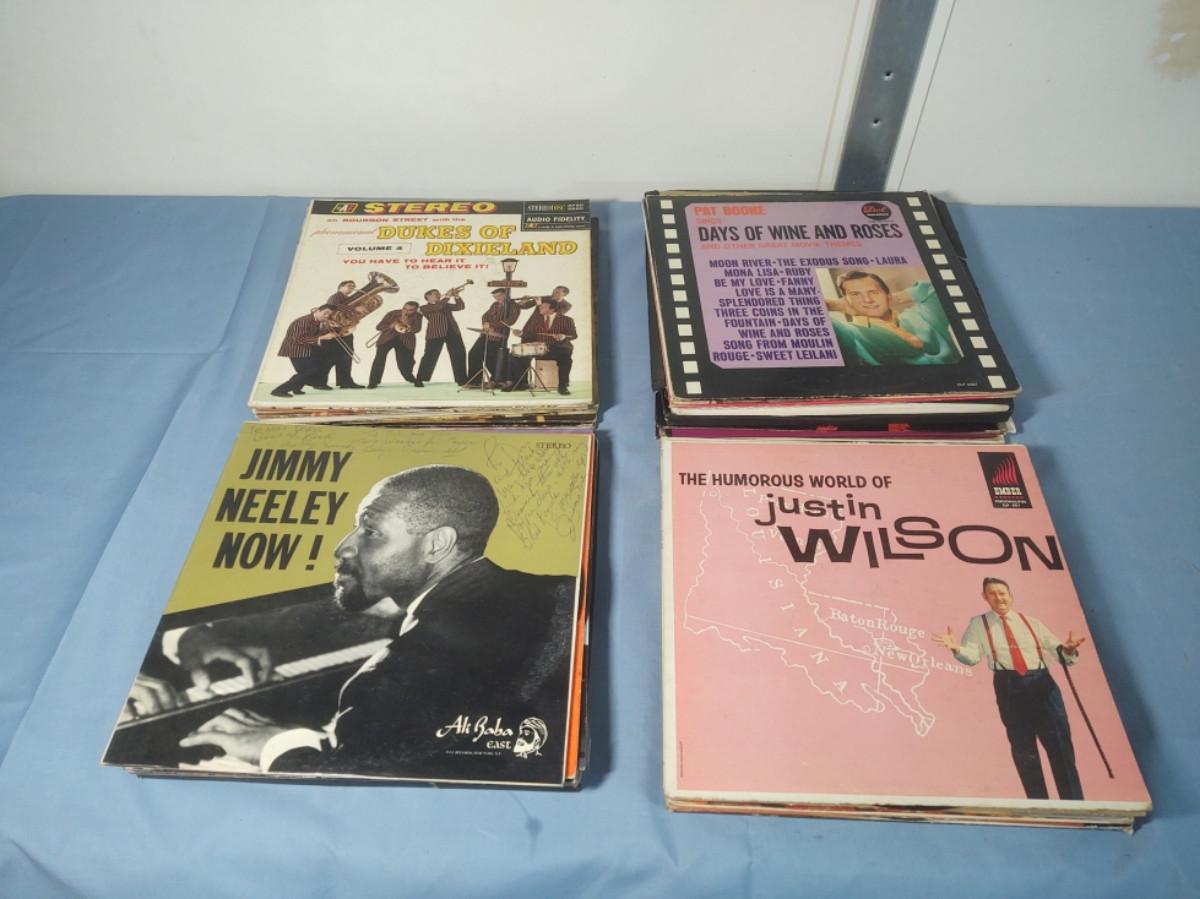 STEREO
STEREODISC
on BOURBON STREET with the
AUDIO FIDELITY
phenomenal DUKES OF
VOLUME 4 DIXIELAND
YOU HAVE TO HEAR IT
TO BELIEVE IT!
PAT BOONE
SINGS
DAYS OF WINE AND ROSES
AND OTHER GREAT MOVIE THEMES
MOON RIVER-THE EXODUS SONG-LAURA
MONA LISA-RUBY
BE MY LOVE-FANNY
LOVE IS A MANY-
SPLENDORED THING
THREE COINS IN THE
FOUNTAIN-DAYS OF
WINE AND ROSES
SONG FROM MOULIN
ROUGE-SWEET LEILANI
Dot
STEREO
JIMMY
NEELEY
NOW!
Ali Baba
EAST
THE HUMOROUS WORLD OF
justin
WILSON
EMBER
LOUISIANA
BatonRouge
NewOrleans